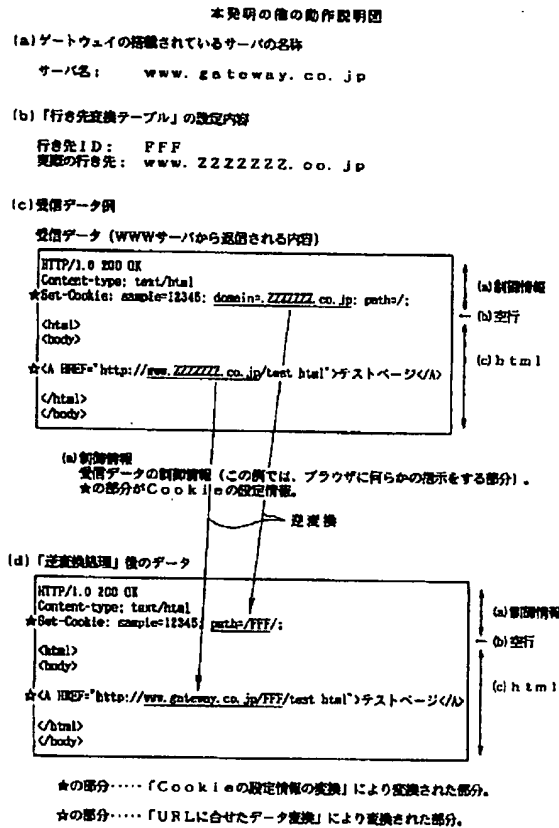 本発明の他の動作説明図
(a)ゲートウェイの搭載されているサーバの名称
サーバ名: www. gateway. co. jp
(b)「行き先変換テーブル」の設定内容
行き先ID: FFF
実際の行き先: www. ZZZZZZZ. co. jp
(c)受信データ例
受信データ(WWWサーバから返信される内容)
HTTP/1.0 200 OK
Content-type: text/html
★Set-Cookie: sample=12345; domain=.ZZZZZZZ.co.jp: path=/;
<html>
<body>
☆<A HREF="http://www.ZZZZZZZ.co.jp/test html">テストページ</A>
</html>
</body>
(a)制御情報
(b)空行
(c)html
(a)制御情報
受信データの制御情報(この例では、ブラウザに何らかの指示をする部分)。
★の部分がCookieの設定情報。
逆変換
(d)「逆変換処理」後のデータ
HTTP/1.0 200 OK
Content-type: text/html
★Set-Cookie: sample=12345; path=/FFF/;
<html>
<body>
☆<A HREF="http://www.gateway.co.jp/FFF/test html">テストページ</A>
</html>
</body>
(a)制御情報
(b)空行
(c)html
★の部分‥‥‥「Cookieの設定情報の変換」により変換された部分。
☆の部分‥‥‥「URLに合せたデータ変換」により変換された部分。